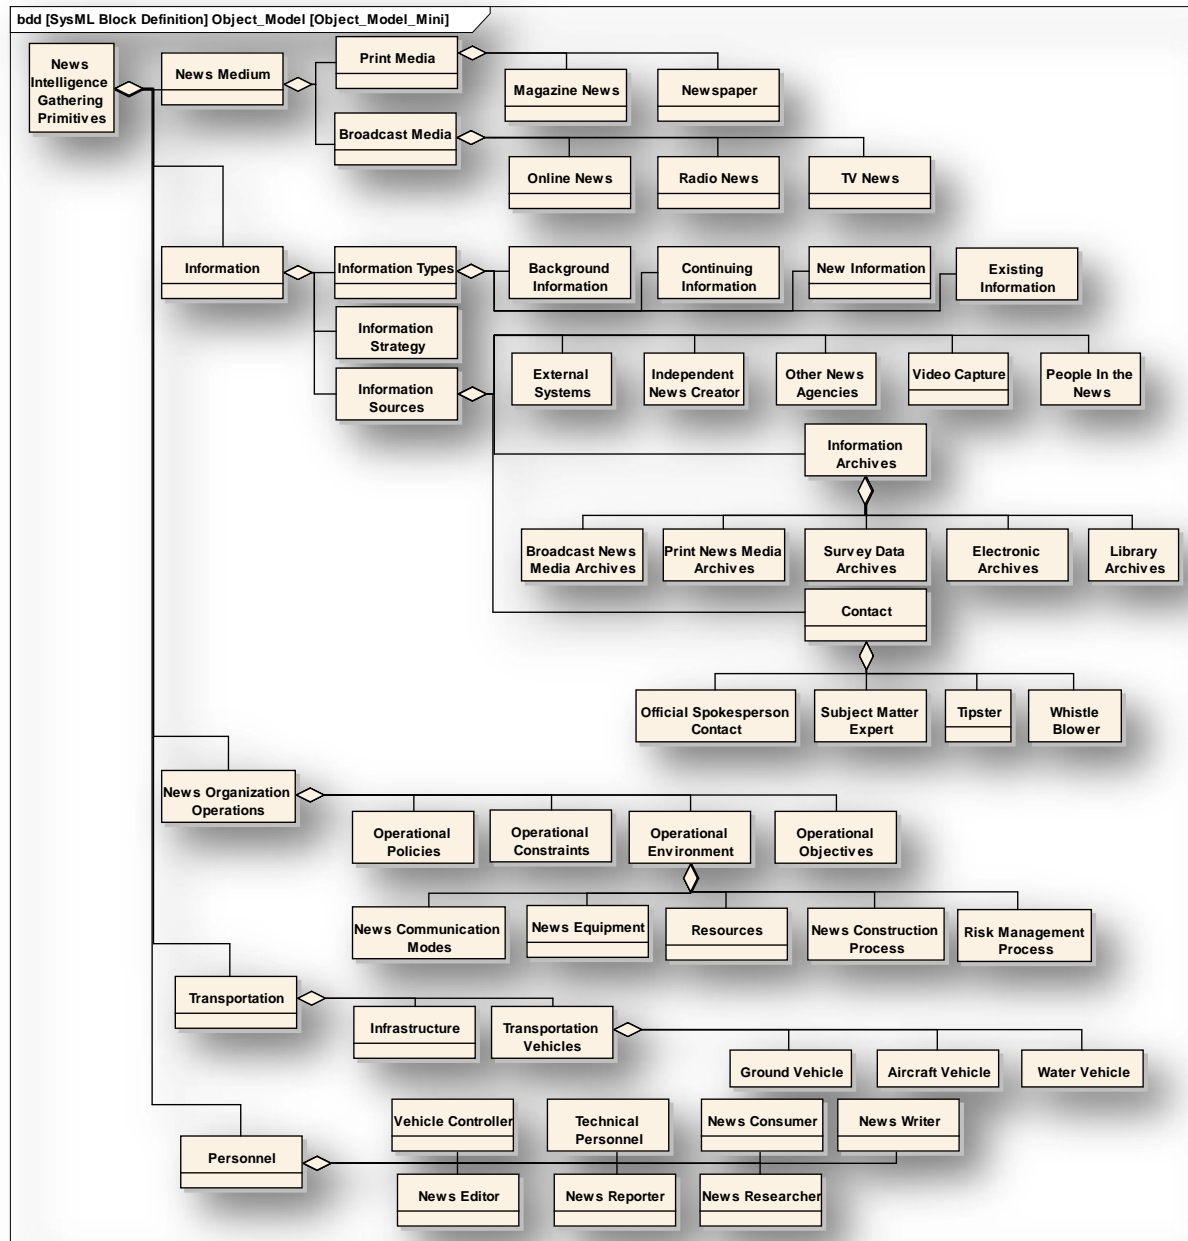 bdd [SysML Block Definition] Object_Model [Object_Model_Mini]
News
Intelligence
Gathering
Primitives
News Medium
Print Media
Magazine News
Newspaper
Broadcast Media
Online News
Radio News
TV News
Information
Information Types
Background
Information
Continuing
Information
New Information
Existing
Information
Information
Strategy
Information
Sources
External
Systems
Independent
News Creator
Other News
Agencies
Video Capture
People In the
News
Information
Archives
Broadcast News
Media Archives
Print News Media
Archives
Survey Data
Archives
Electronic
Archives
Library
Archives
Contact
Official Spokesperson
Contact
Subject Matter
Expert
Tipster
Whistle
Blower
News Organization
Operations
Operational
Policies
Operational
Constraints
Operational
Environment
Operational
Objectives
News Communication
Modes
News Equipment
Resources
News Construction
Process
Risk Management
Process
Transportation
Infrastructure
Transportation
Vehicles
Ground Vehicle
Aircraft Vehicle
Water Vehicle
Personnel
Vehicle Controller
Technical
Personnel
News Consumer
News Writer
News Editor
News Reporter
News Researcher